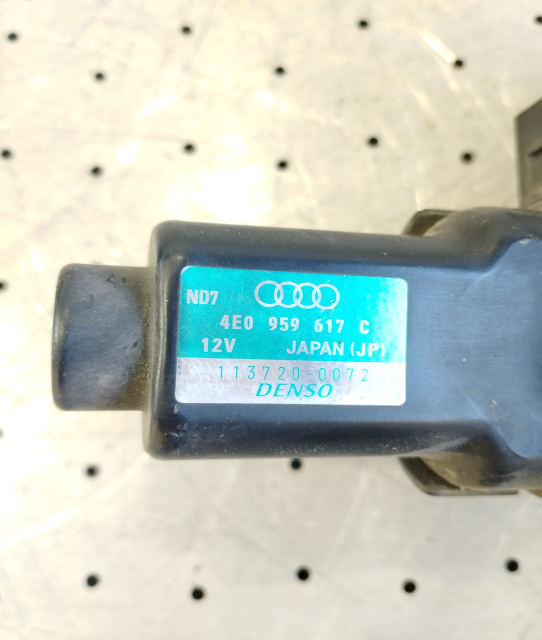 ND7
4E0 959 617 C
12V JAPAN (JP)
113720-0072
DENSO